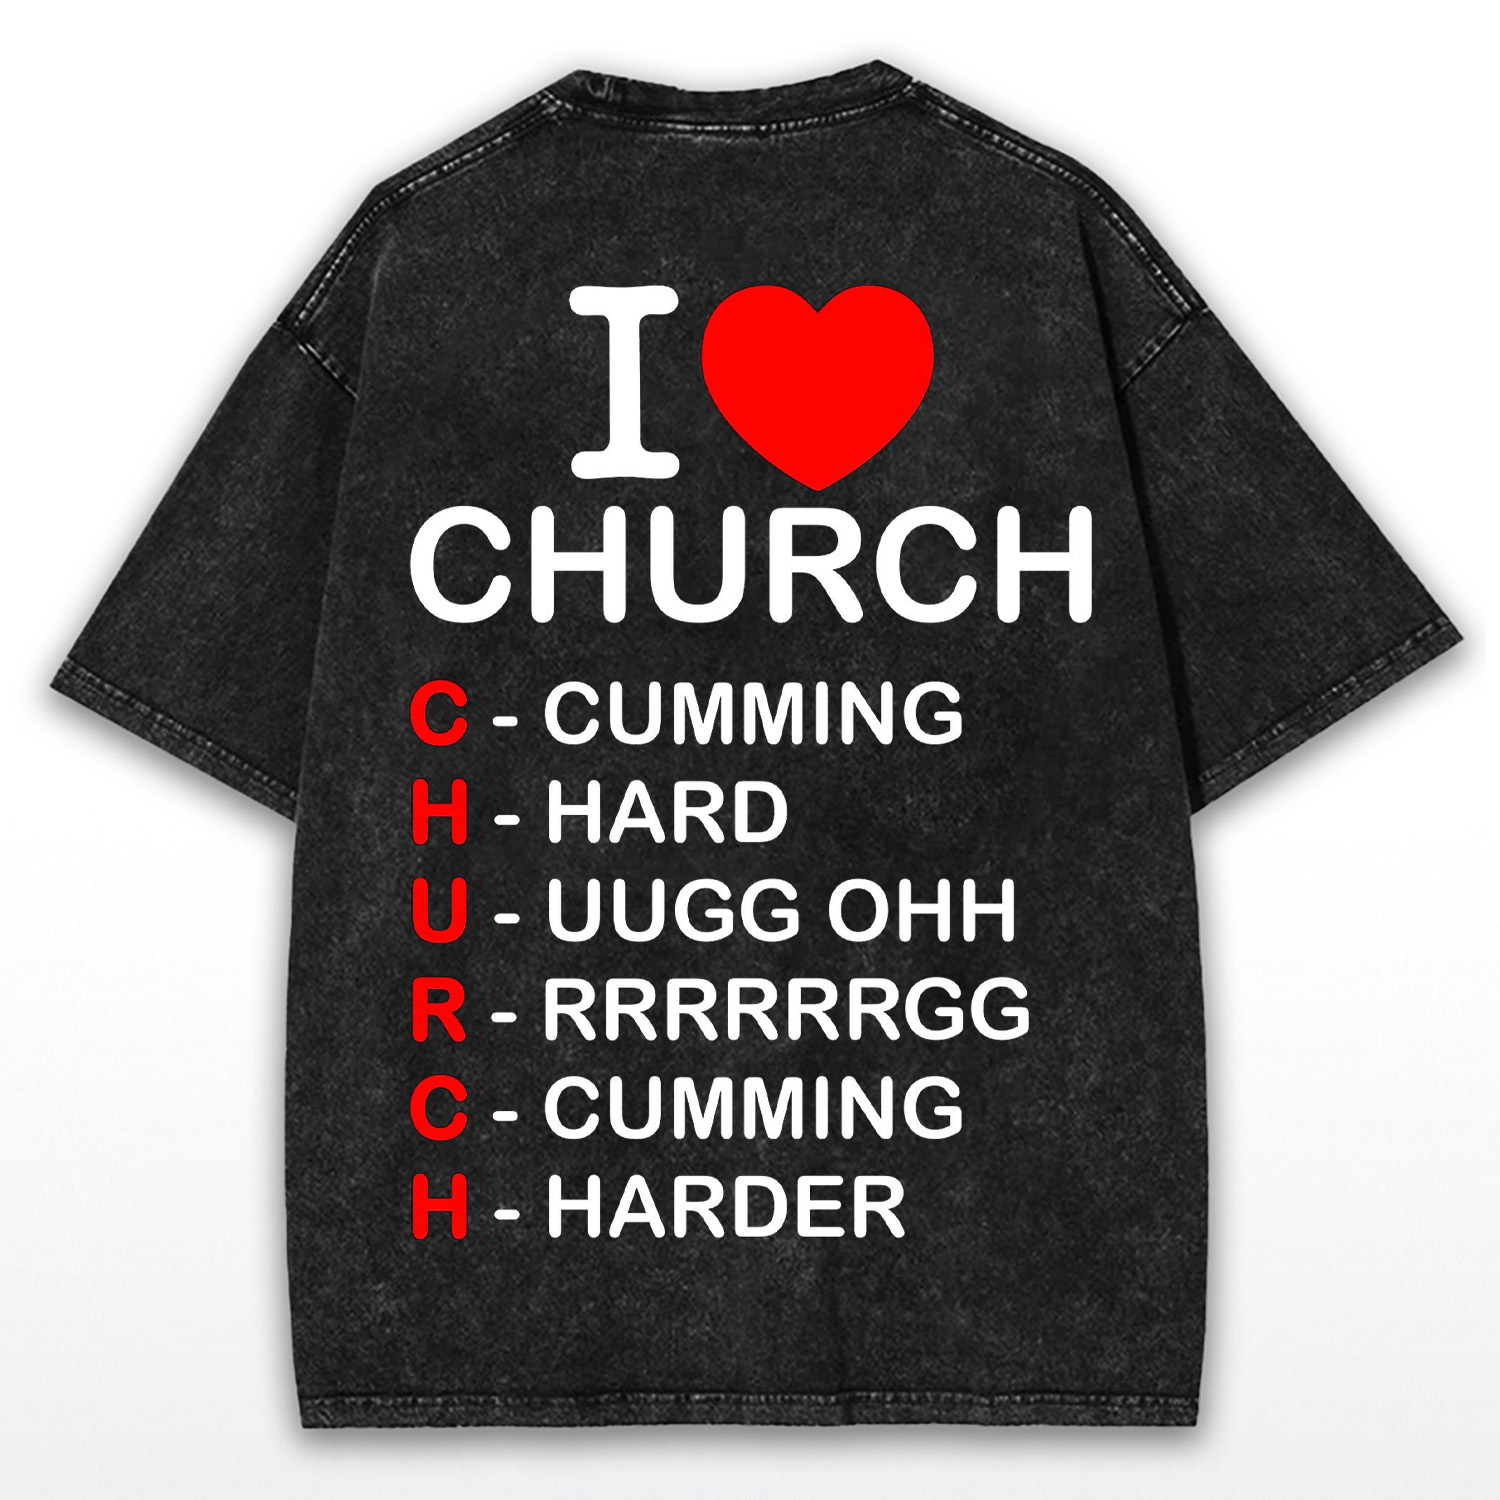 I ❤
CHURCH
C - CUMMING
H - HARD
U - UUGG OHH
R - RRRRRRGG
C - CUMMING
H - HARDER